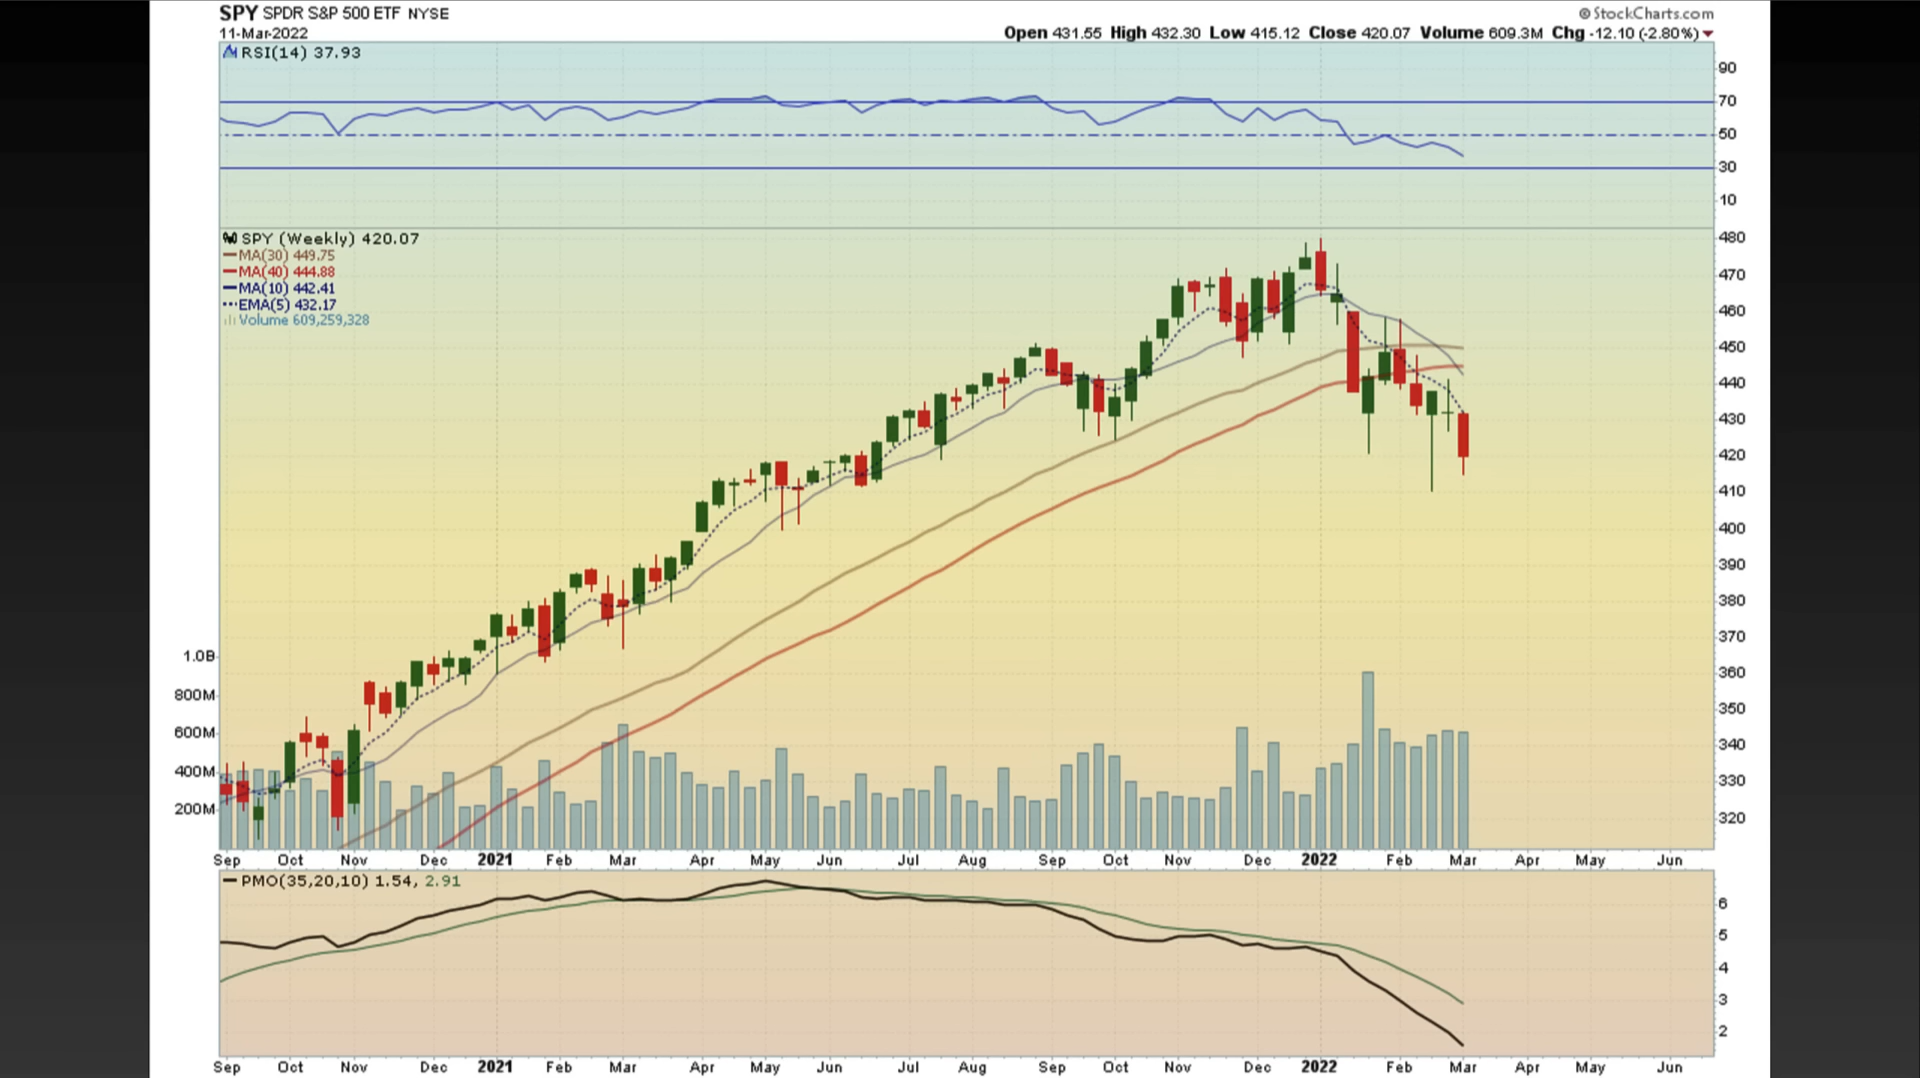 SPY SPDR S&P 500 ETF NYSE
© StockCharts.com
11-Mar-2022
Open 431.55 High 432.30 Low 415.12 Close 420.07 Volume 609.3M Chg -12.10 (-2.80%)
RSI(14) 37.93
90
70
50
30
10
SPY (Weekly) 420.07
MA(30) 449.75
MA(40) 444.88
MA(10) 442.41
EMA(5) 432.17
Volume 609,259,328
480
470
460
450
440
430
420
410
400
390
380
370
360
350
340
330
320
1.0B
800M
600M
400M
200M
Sep Oct Nov Dec 2021 Feb Mar Apr May Jun Jul Aug Sep Oct Nov Dec 2022 Feb Mar Apr May Jun
PMO(35,20,10) 1.54, 2.91
6
5
4
3
2
Sep Oct Nov Dec 2021 Feb Mar Apr May Jun Jul Aug Sep Oct Nov Dec 2022 Feb Mar Apr May Jun